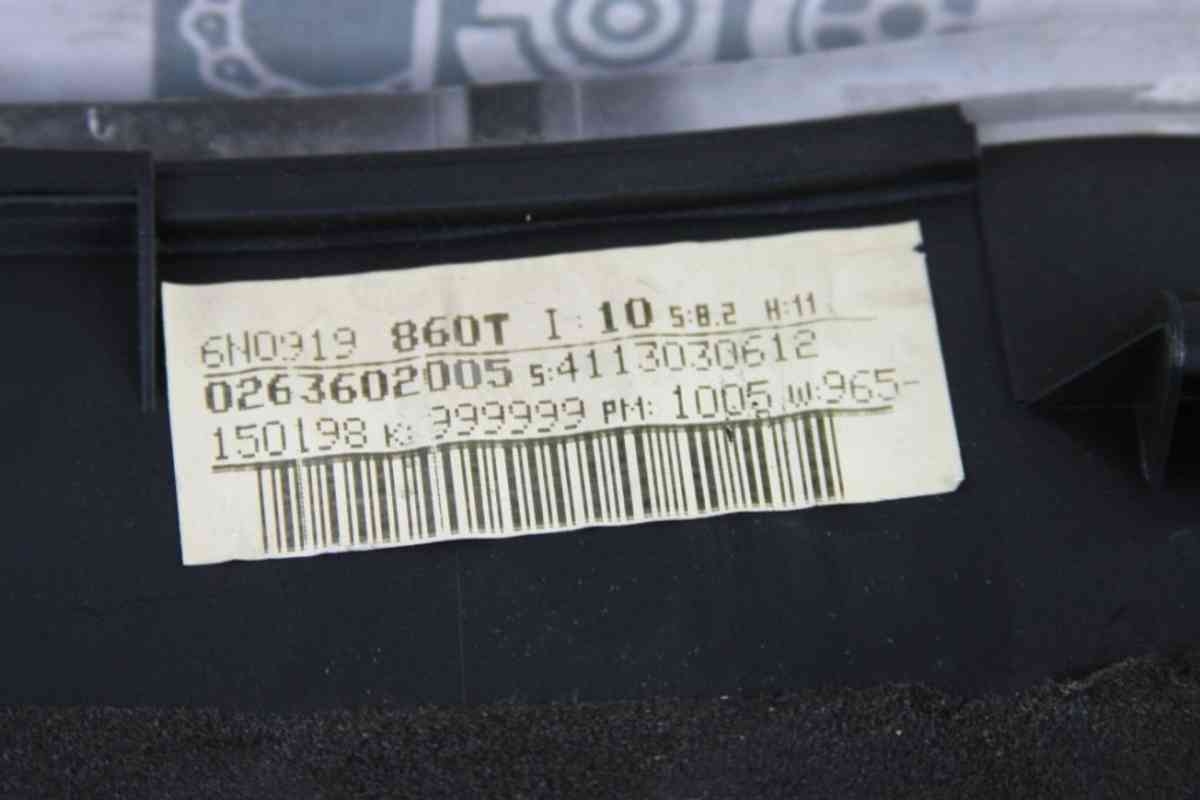 6N0919 860T I:10 S:8.2 H:11
0263602005 S:4113030612
150198 K:999999 PM:1005 W:965-